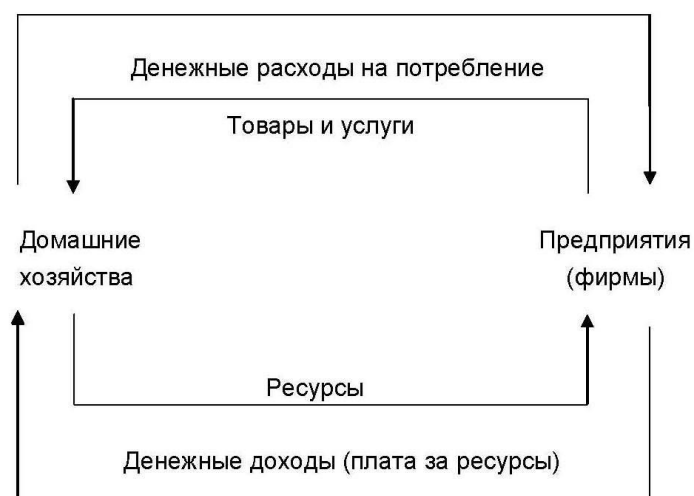 Денежные расходы на потребление
Товары и услуги
Домашние
хозяйства
Предприятия
(фирмы)
Ресурсы
Денежные доходы (плата за ресурсы)